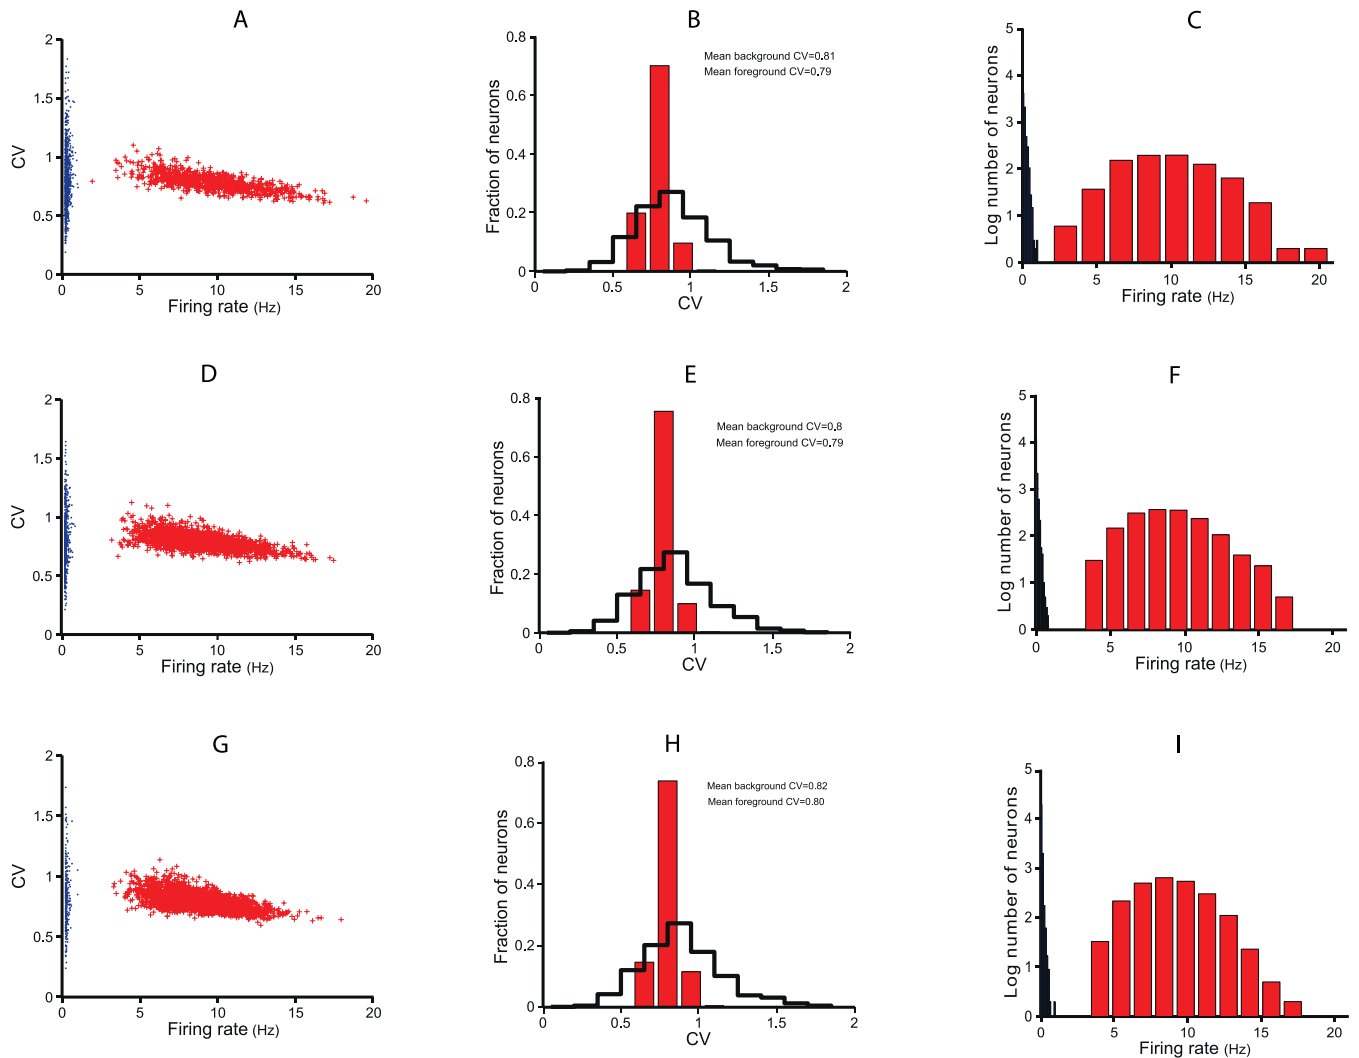 A
CV
2
1.5
1
0.5
0
0 5 10 15 20
Firing rate (Hz)
B
Fraction of neurons
0.8
0.6
0.4
0.2
0
0 0.5 1 1.5 2
CV
Mean background CV=0.81
Mean foreground CV=0.79
C
Log number of neurons
5
4
3
2
1
0
0 5 10 15 20
Firing rate (Hz)
D
CV
2
1.5
1
0.5
0
0 5 10 15 20
Firing rate (Hz)
E
Fraction of neurons
0.8
0.6
0.4
0.2
0
0 0.5 1 1.5 2
CV
Mean background CV=0.8
Mean foreground CV=0.79
F
Log number of neurons
5
4
3
2
1
0
0 5 10 15 20
Firing rate (Hz)
G
CV
2
1.5
1
0.5
0
0 5 10 15 20
Firing rate (Hz)
H
Fraction of neurons
0.8
0.6
0.4
0.2
0
0 0.5 1 1.5 2
CV
Mean background CV=0.82
Mean foreground CV=0.80
I
Log number of neurons
5
4
3
2
1
0
0 5 10 15 20
Firing rate (Hz)